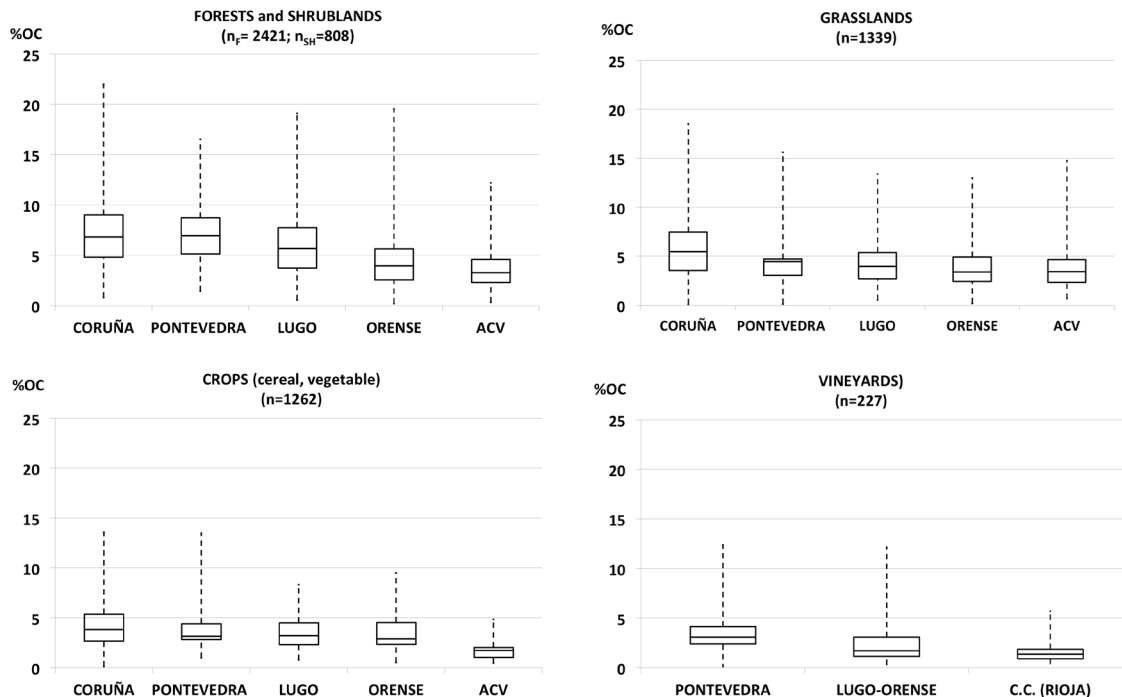 FORESTS and SHRUBLANDS
(nF= 2421; nSH=808)
%OC
25
20
15
10
5
0
CORUÑA PONTEVEDRA LUGO ORENSE ACV
GRASSLANDS
(n=1339)
%OC
25
20
15
10
5
0
CORUÑA PONTEVEDRA LUGO ORENSE ACV
CROPS (cereal, vegetable)
(n=1262)
%OC
25
20
15
10
5
0
CORUÑA PONTEVEDRA LUGO ORENSE ACV
VINEYARDS)
(n=227)
%OC
25
20
15
10
5
0
PONTEVEDRA LUGO-ORENSE C.C. (RIOJA)